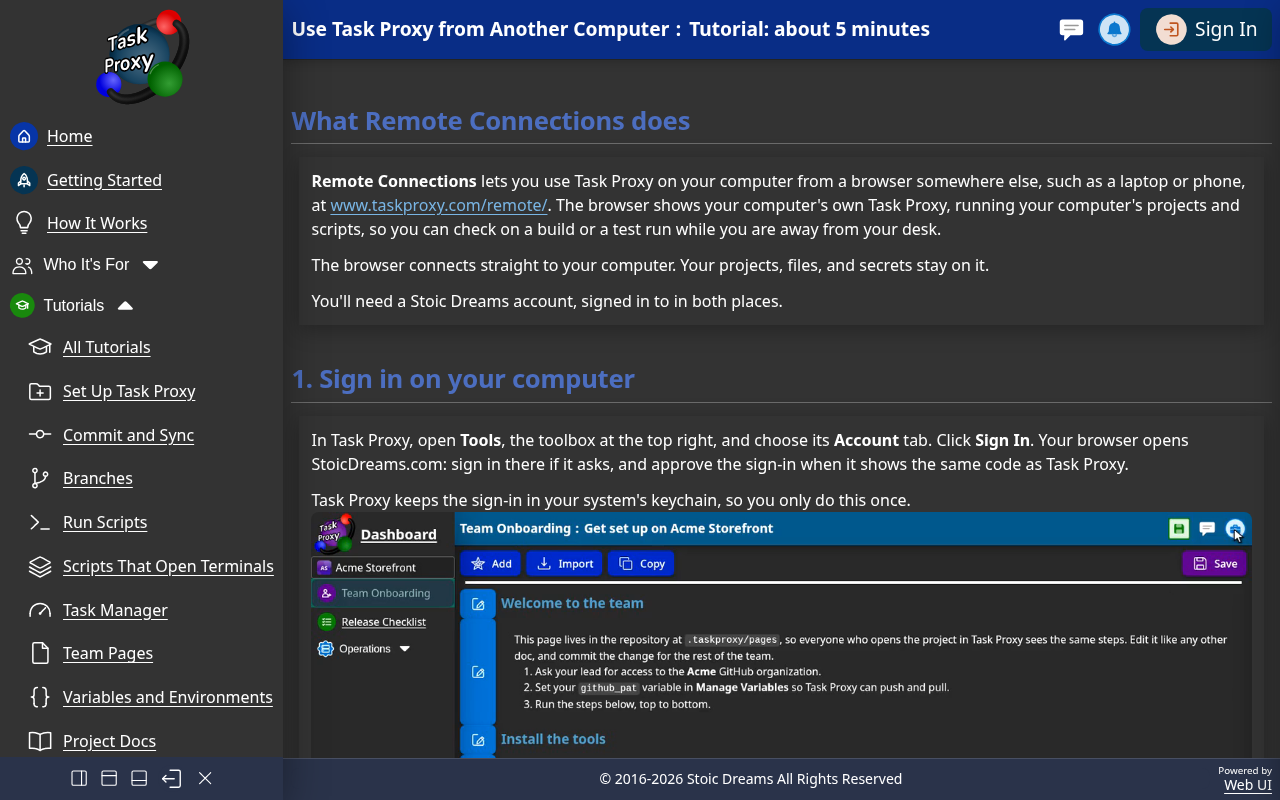 Task Proxy
Home
Getting Started
How It Works
Who It's For
Tutorials
All Tutorials
Set Up Task Proxy
Commit and Sync
Branches
Run Scripts
Scripts That Open Terminals
Task Manager
Team Pages
Variables and Environments
Project Docs
Use Task Proxy from Another Computer : Tutorial: about 5 minutes
Sign In
What Remote Connections does
Remote Connections lets you use Task Proxy on your computer from a browser somewhere else, such as a laptop or phone,
at www.taskproxy.com/remote/. The browser shows your computer's own Task Proxy, running your computer's projects and
scripts, so you can check on a build or a test run while you are away from your desk.
The browser connects straight to your computer. Your projects, files, and secrets stay on it.
You'll need a Stoic Dreams account, signed in to in both places.
1. Sign in on your computer
In Task Proxy, open Tools, the toolbox at the top right, and choose its Account tab. Click Sign In. Your browser opens
StoicDreams.com: sign in there if it asks, and approve the sign-in when it shows the same code as Task Proxy.
Task Proxy keeps the sign-in in your system's keychain, so you only do this once.
Task Proxy
Dashboard
AS Acme Storefront
Team Onboarding
Release Checklist
Operations
Team Onboarding : Get set up on Acme Storefront
Add Import Copy Save
Welcome to the team
This page lives in the repository at .taskproxy/pages, so everyone who opens the project in Task Proxy sees the same steps. Edit it like any other
doc, and commit the change for the rest of the team.
1. Ask your lead for access to the Acme GitHub organization.
2. Set your github_pat variable in Manage Variables so Task Proxy can push and pull.
3. Run the steps below, top to bottom.
Install the tools
© 2016-2026 Stoic Dreams All Rights Reserved
Powered by
Web UI